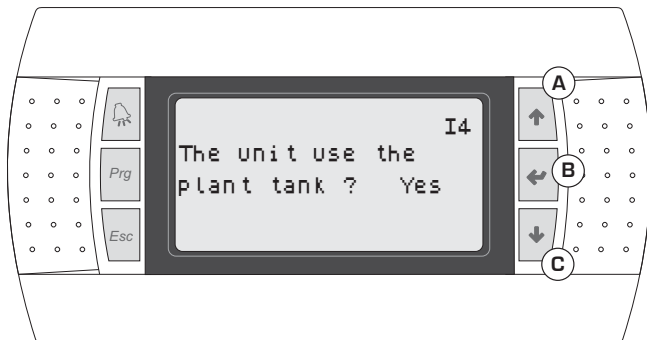 A
I4
The unit use the
Prg
B
plant tank ? Yes
Esc
C